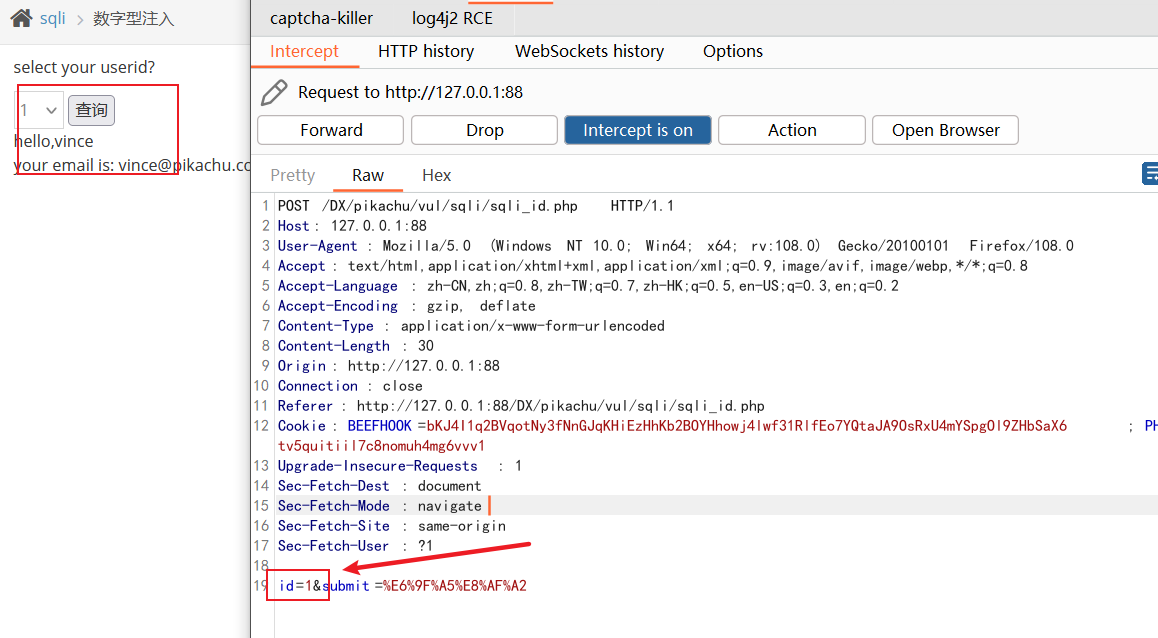 sqli > 数字型注入
select your userid?
1 查询
hello,vince
your email is: vince@pikachu.co
captcha-killer log4j2 RCE
Intercept HTTP history WebSockets history Options
Request to http://127.0.0.1:88
Forward Drop Intercept is on Action Open Browser
Pretty Raw Hex
1 POST /DX/pikachu/vul/sqli/sqli_id.php HTTP/1.1
2 Host: 127.0.0.1:88
3 User-Agent: Mozilla/5.0 (Windows NT 10.0; Win64; x64; rv:108.0) Gecko/20100101 Firefox/108.0
4 Accept: text/html,application/xhtml+xml,application/xml;q=0.9,image/avif,image/webp,*/*;q=0.8
5 Accept-Language: zh-CN,zh;q=0.8,zh-TW;q=0.7,zh-HK;q=0.5,en-US;q=0.3,en;q=0.2
6 Accept-Encoding: gzip, deflate
7 Content-Type: application/x-www-form-urlencoded
8 Content-Length: 30
9 Origin: http://127.0.0.1:88
10 Connection: close
11 Referer: http://127.0.0.1:88/DX/pikachu/vul/sqli/sqli_id.php
12 Cookie: BEEFHOOK=bKJ4I1q2BVqotNy3fNnGJqKHiEzHhKb2BOYHhowj4Iwf31RlfEo7YQtaJA9OsRxU4mYSpgOl9ZHbSaX6; PH
tv5quitiil7c8nomuh4mg6vvv1
13 Upgrade-Insecure-Requests: 1
14 Sec-Fetch-Dest: document
15 Sec-Fetch-Mode: navigate
16 Sec-Fetch-Site: same-origin
17 Sec-Fetch-User: ?1
18
19 id=1&submit=%E6%9F%A5%E8%AF%A2